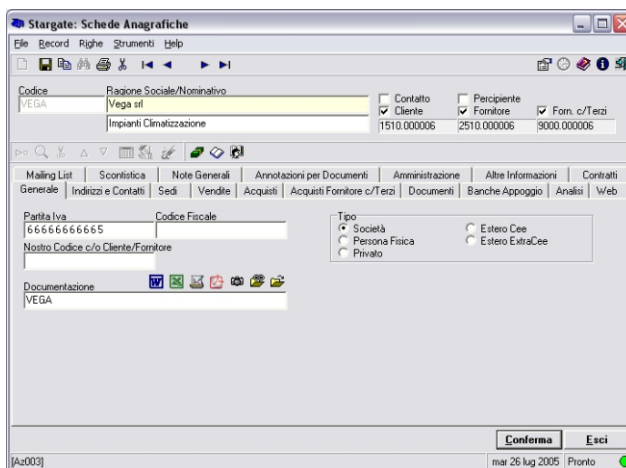 Stargate: Schede Anagrafiche
File Record Righe Strumenti Help
Codice Ragione Sociale/Nominativo
VEGA Vega srl
Impianti Climatizzazione
Contatto Percipiente
Cliente Fornitore Forn. c/Terzi
1510.000006 2510.000006 9000.000006
Mailing List Scontistica Note Generali Annotazioni per Documenti Amministrazione Altre Informazioni Contratti
Generale Indirizzi e Contatti Sedi Vendite Acquisti Acquisti Fornitore c/Terzi Documenti Banche Appoggio Analisi Web
Partita Iva Codice Fiscale
66666666665
Nostro Codice c/o Cliente/Fornitore
Tipo
Società Estero Cee
Persona Fisica Estero ExtraCee
Privato
Documentazione
VEGA
Conferma Esci
[Az003] mar 26 lug 2005 Pronto